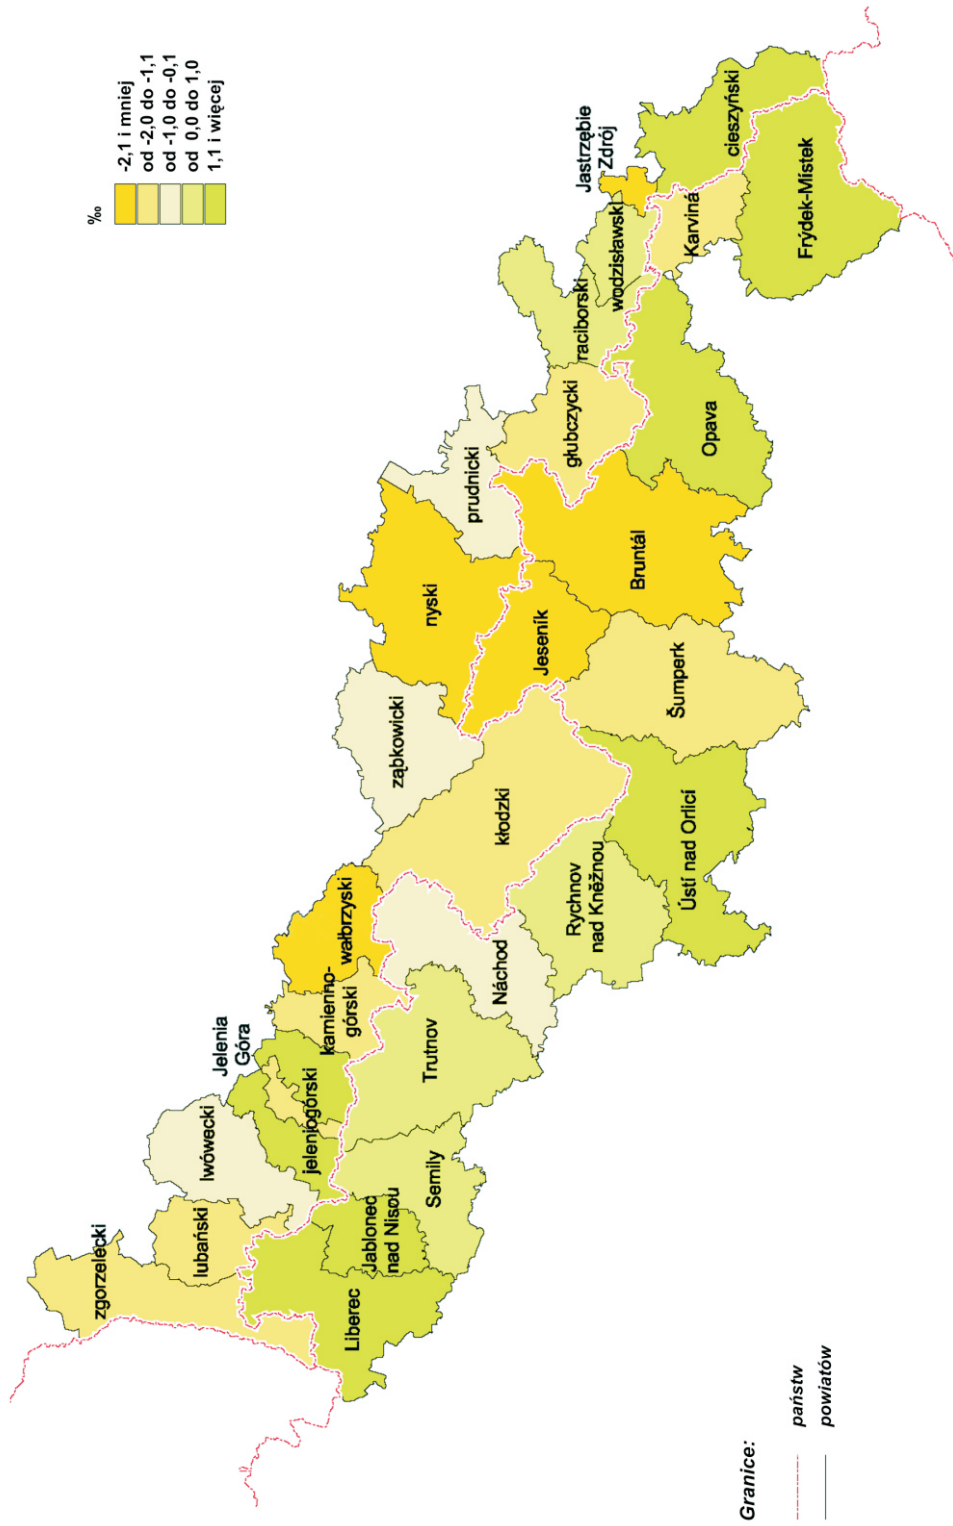 ‰
-2,1 i mniej
od -2,0 do -1,1
od -1,0 do -0,1
od 0,0 do 1,0
1,1 i więcej
zgorzelecki
lubański
lwówecki
Jelenia
Góra
jeleniogórski
kamienno-
górski
wałbrzyski
Liberec
Jablonec
nad Nisou
Semily
Trutnov
Náchod
ząbkowicki
kłodzki
Rychnov
nad Kněžnou
Ústí nad Orlicí
nyski
Jeseník
Šumperk
prudnicki
Bruntál
głubczycki
Opava
raciborski
wodzisławski
Jastrzębie
Zdrój
Karviná
cieszyński
Frýdek-Místek
Granice:
państw
powiatów